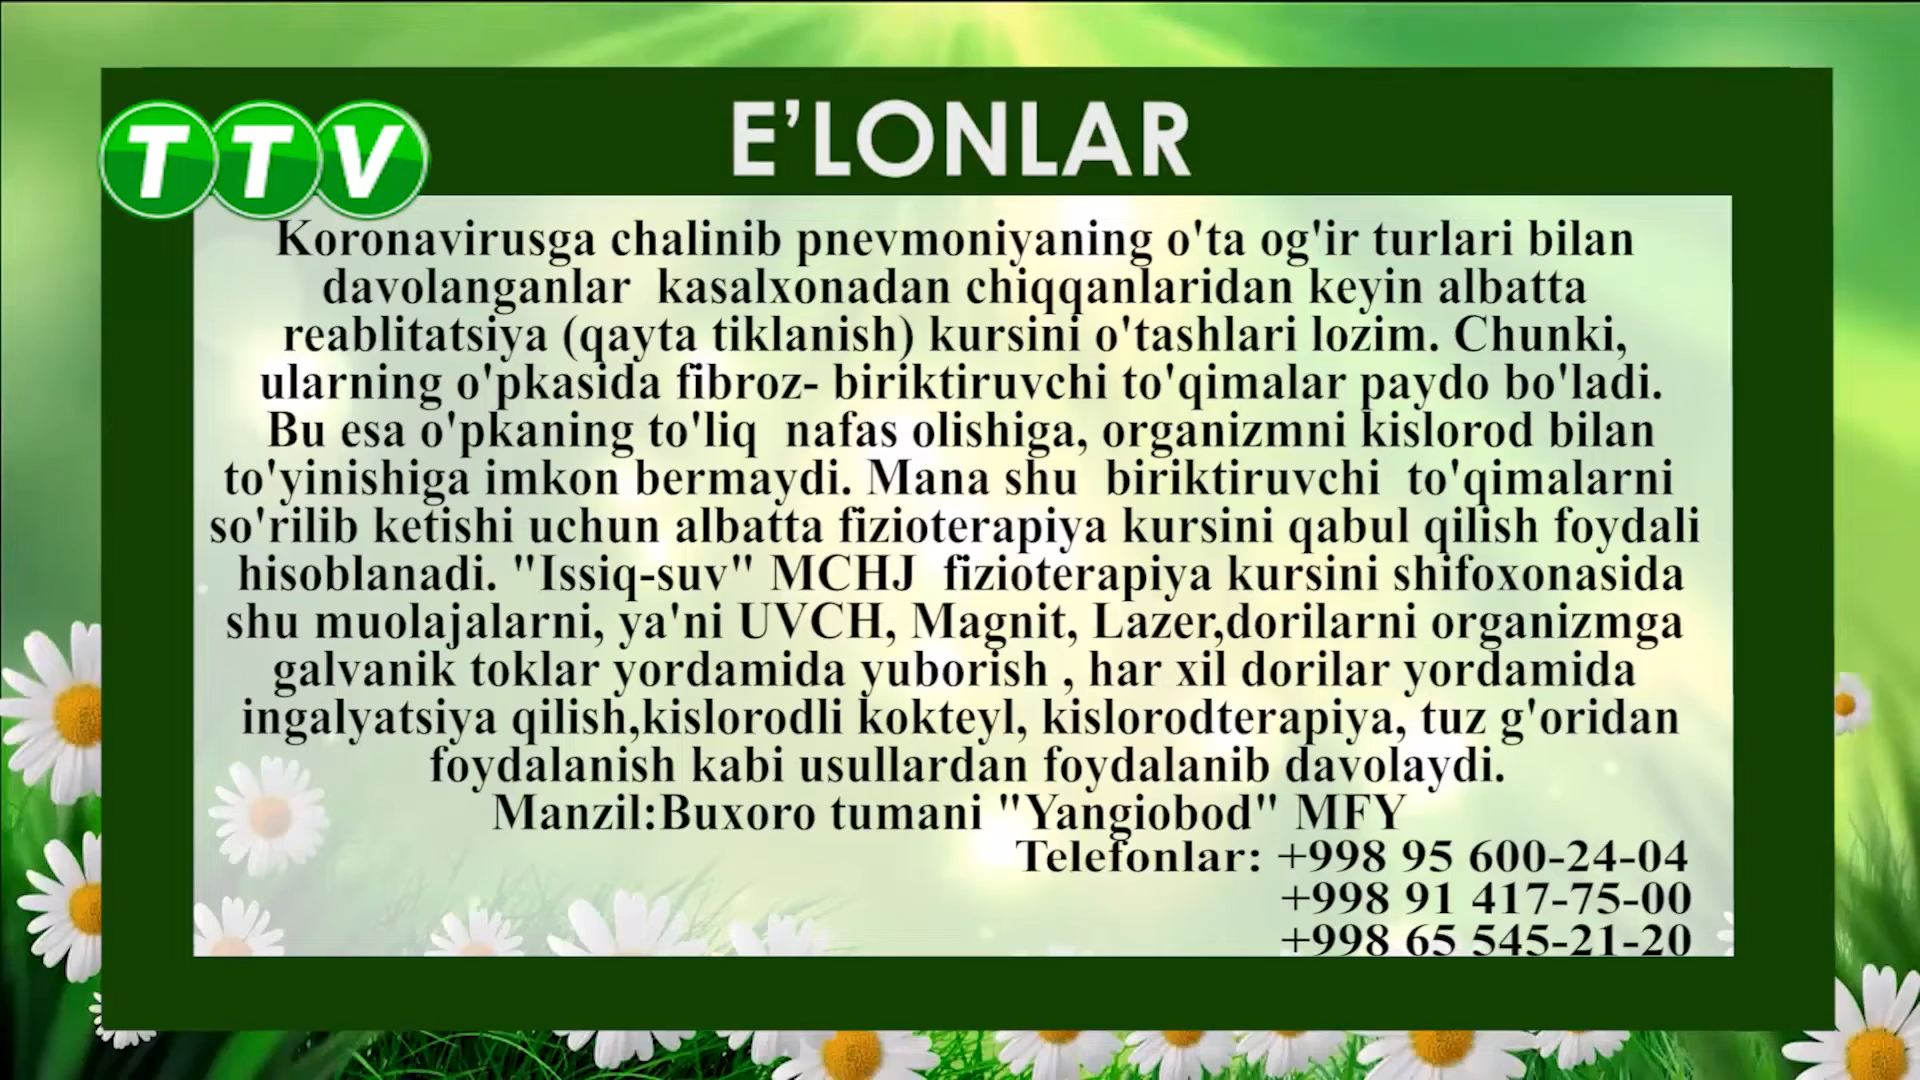 TTV
E’LONLAR
Koronavirusga chalinib pnevmoniyaning o'ta og'ir turlari bilan
davolanganlar kasalxonadan chiqqanlaridan keyin albatta
reablitatsiya (qayta tiklanish) kursini o'tashlari lozim. Chunki,
ularning o'pkasida fibroz- biriktiruvchi to'qimalar paydo bo'ladi.
Bu esa o'pkaning to'liq nafas olishiga, organizmni kislorod bilan
to'yinishiga imkon bermaydi. Mana shu biriktiruvchi to'qimalarni
so'rilib ketishi uchun albatta fizioterapiya kursini qabul qilish foydali
hisoblanadi. "Issiq-suv" MCHJ fizioterapiya kursini shifoxonasida
shu muolajalarni, ya'ni UVCH, Magnit, Lazer,dorilarni organizmga
galvanik toklar yordamida yuborish , har xil dorilar yordamida
ingalyatsiya qilish,kislorodli kokteyl, kislorodterapiya, tuz g'oridan
foydalanish kabi usullardan foydalanib davolaydi.
Manzil:Buxoro tumani "Yangiobod" MFY
Telefonlar: +998 95 600-24-04
+998 91 417-75-00
+998 65 545-21-20